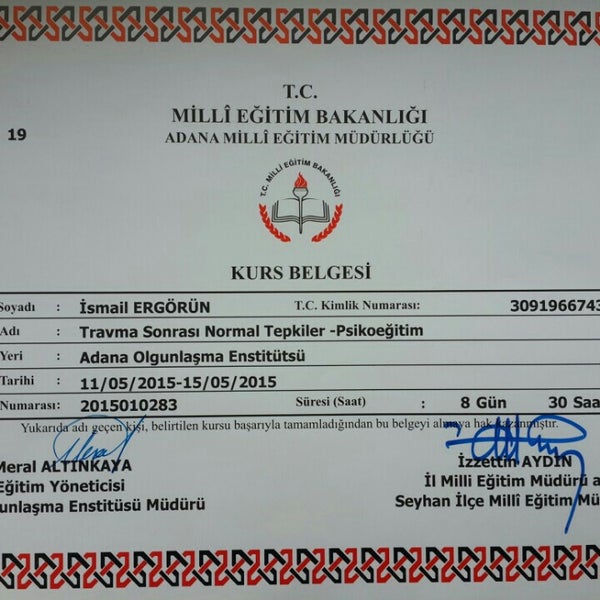 T.C.
MİLLÎ EĞİTİM BAKANLIĞI
19
ADANA MİLLÎ EĞİTİM MÜDÜRLÜĞÜ
T.C. MİLLİ EĞİTİM BAKANLIĞI
KURS BELGESİ
Soyadı : İsmail ERGÖRÜN T.C. Kimlik Numarası: 3091966743
Adı : Travma Sonrası Normal Tepkiler -Psikoeğitim
Yeri : Adana Olgunlaşma Enstitütsü
Tarihi : 11/05/2015-15/05/2015
Numarası: 2015010283 Süresi (Saat) : 8 Gün 30 Saa
Yukarıda adı geçen kişi, belirtilen kursu başarıyla tamamladığından bu belgeyi almaya hak kazanmıştır.
Meral ALTINKAYA İzzettin AYDIN
Eğitim Yöneticisi İl Milli Eğitim Müdürü a
unlaşma Enstitüsü Müdürü Seyhan İlçe Millî Eğitim Mü